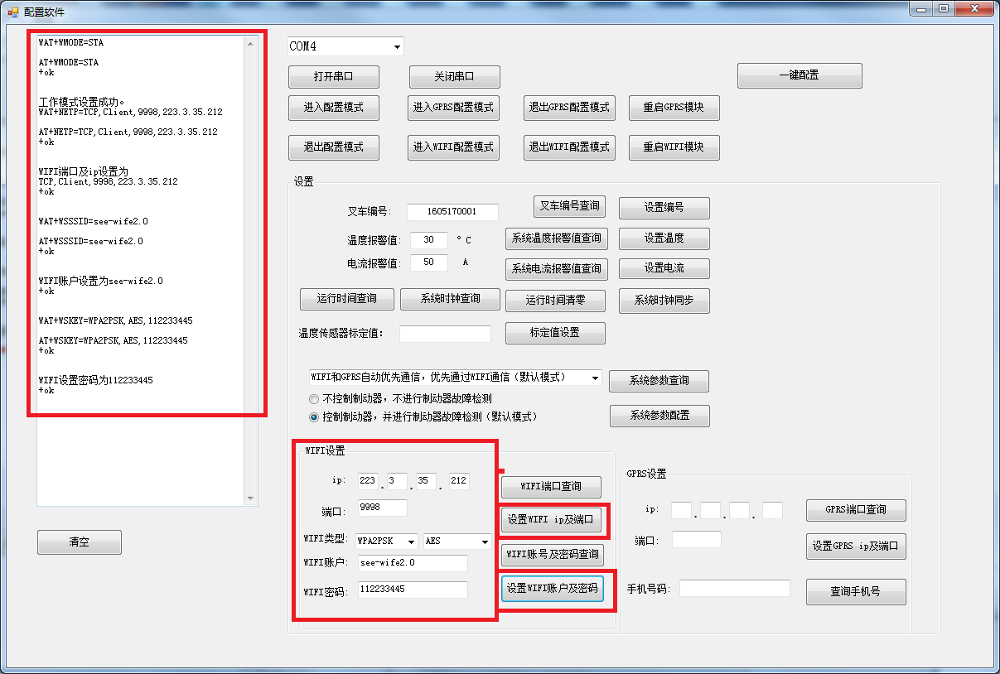 配置软件
WAT+WMODE=STA
AT+WMODE=STA
+ok
工作模式设置成功。
WAT+NETP=TCP,Client,9998,223.3.35.212
AT+NETP=TCP,Client,9998,223.3.35.212
+ok
WIFI端口及ip设置为
TCP,Client,9998,223.3.35.212
+ok
WAT+WSSSID=see-wife2.0
AT+WSSSID=see-wife2.0
+ok
WIFI账户设置为see-wife2.0
+ok
WAT+WSKEY=WPA2PSK,AES,112233445
AT+WSKEY=WPA2PSK,AES,112233445
+ok
WIFI设置密码为112233445
+ok
清空
COM4
打开串口 关闭串口 一键配置
进入配置模式 进入GPRS配置模式 退出GPRS配置模式 重启GPRS模块
退出配置模式 进入WIFI配置模式 退出WIFI配置模式 重启WIFI模块
设置
叉车编号: 1605170001 叉车编号查询 设置编号
温度报警值: 30 °C 系统温度报警值查询 设置温度
电流报警值: 50 A 系统电流报警值查询 设置电流
运行时间查询 系统时钟查询 运行时间清零 系统时钟同步
温度传感器标定值: 标定值设置
WIFI和GPRS自动优先通信，优先通过WIFI通信（默认模式） 系统参数查询
不控制制动器，不进行制动器故障检测
控制制动器，并进行制动器故障检测（默认模式） 系统参数配置
WIFI设置
ip: 223 . 3 . 35 . 212 WIFI端口查询
端口: 9998 设置WIFI ip及端口
WIFI类型: WPA2PSK AES WIFI账号及密码查询
WIFI账户: see-wife2.0
WIFI密码: 112233445 设置WIFI账户及密码
GPRS设置
ip: . . . GPRS端口查询
端口: 设置GPRS ip及端口
手机号码: 查询手机号